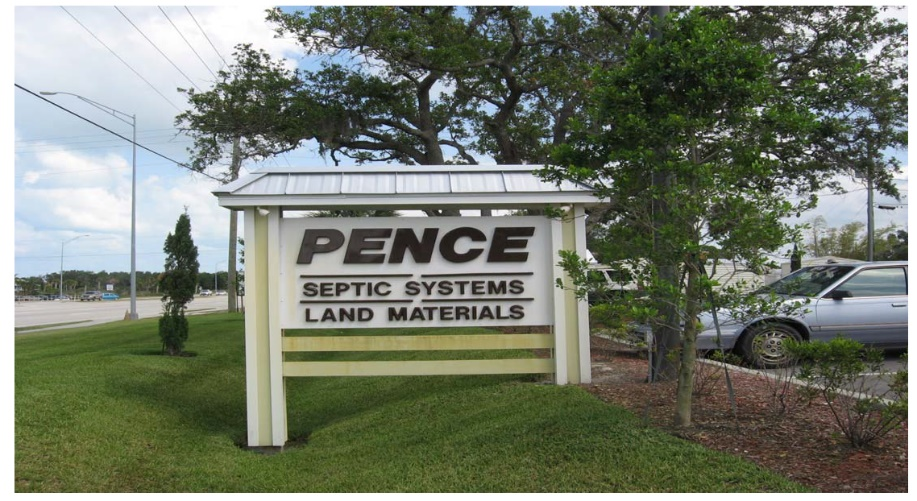 PENCE
SEPTIC SYSTEMS
LAND MATERIALS